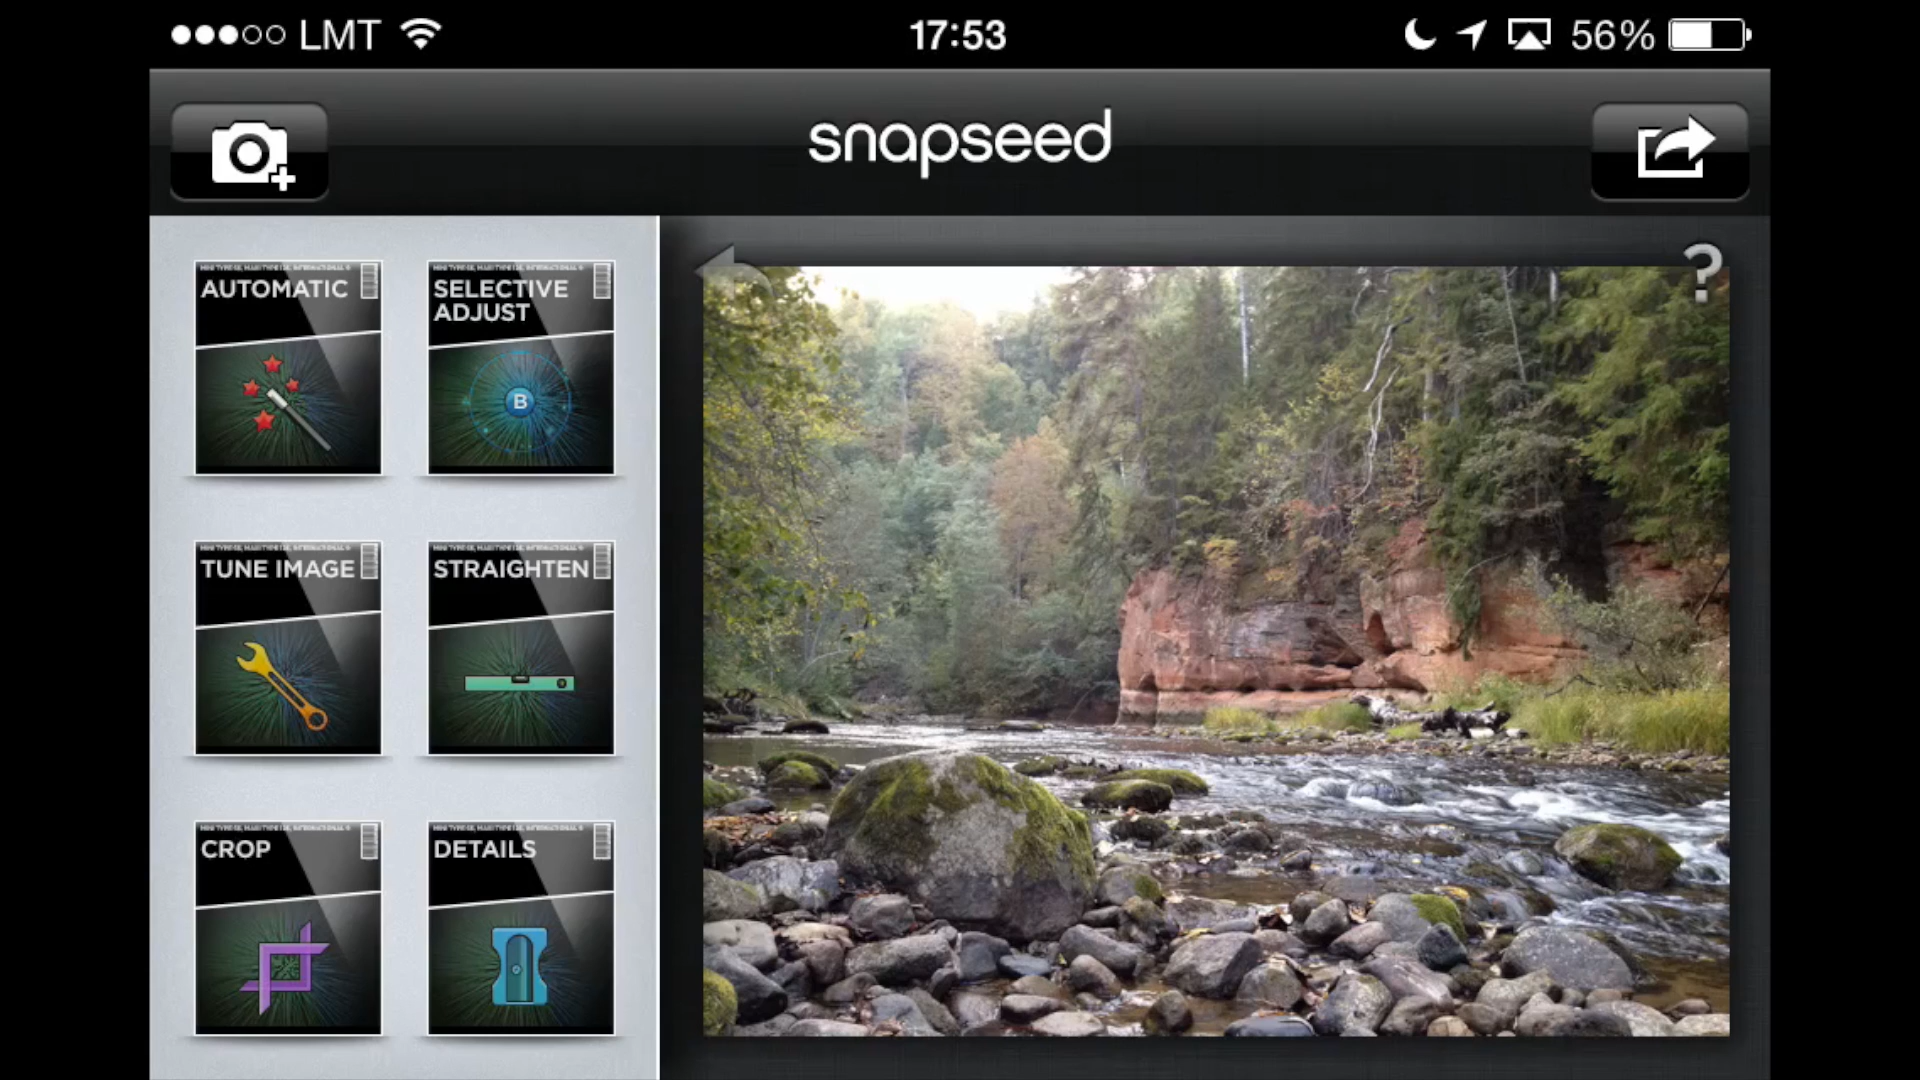 LMT 17:53 56%
snapseed
AUTOMATIC
SELECTIVE
ADJUST
B
TUNE IMAGE
STRAIGHTEN
CROP
DETAILS
?